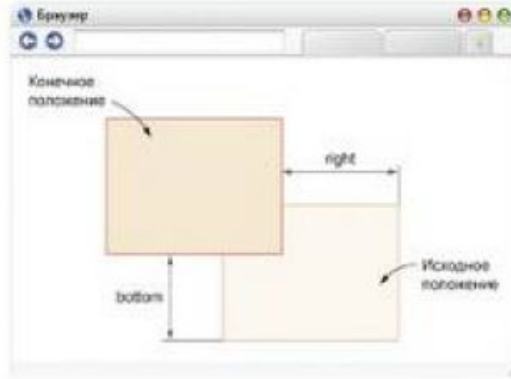 Браузер
Конечное
положение
right
Исходное
положение
bottom